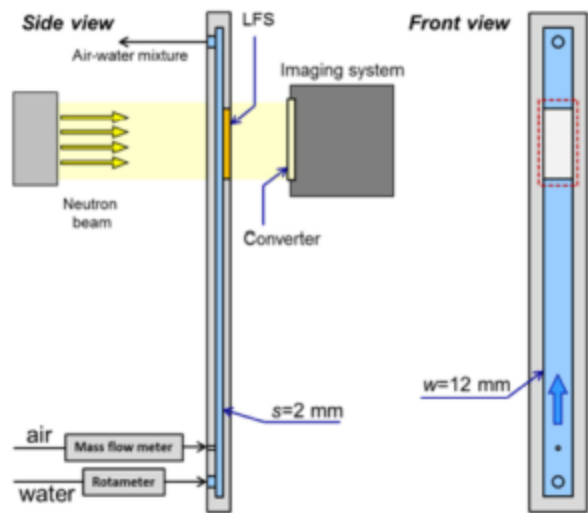 Side view
LFS
Front view
Air-water mixture
Imaging system
Neutron
beam
Converter
s=2 mm
w=12 mm
air
Mass flow meter
water
Rotameter